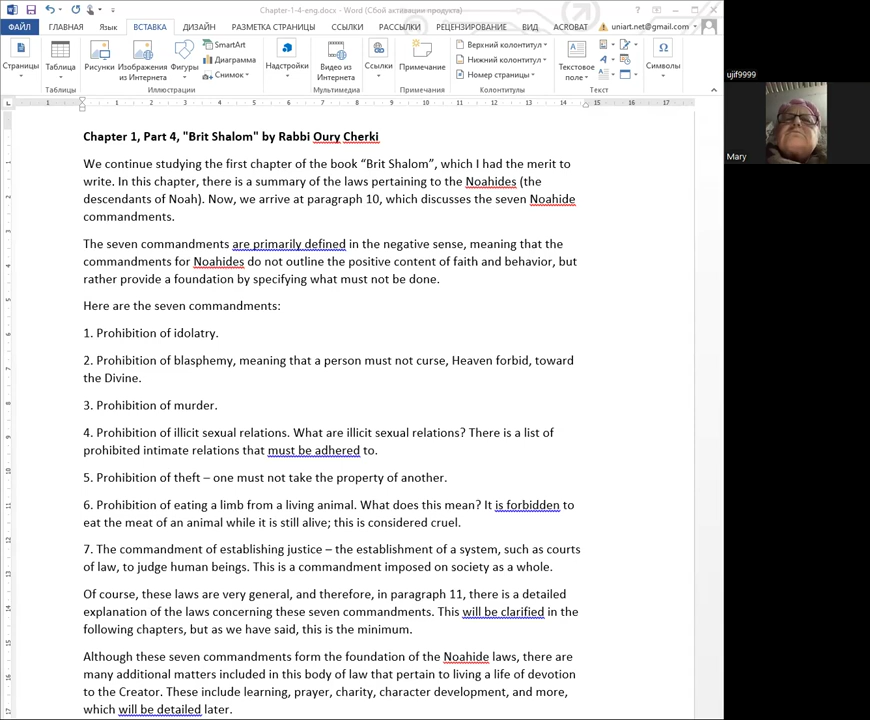 Chapter-1-4-eng.docx - Word (Сбой активации продукта)
ФАЙЛ ГЛАВНАЯ Язык ВСТАВКА ДИЗАЙН РАЗМЕТКА СТРАНИЦЫ ССЫЛКИ РАССЫЛКИ РЕЦЕНЗИРОВАНИЕ ВИД ACROBAT uniart.net@gmail.com
Страницы Таблица Рисунки Изображения из Интернета Фигуры SmartArt Диаграмма Снимок Надстройки Видео из Интернета Ссылки Примечание Верхний колонтитул Нижний колонтитул Номер страницы Текстовое поле Символы
Таблицы Иллюстрации Мультимедиа Примечания Колонтитулы Текст
Chapter 1, Part 4, "Brit Shalom" by Rabbi Oury Cherki
We continue studying the first chapter of the book “Brit Shalom”, which I had the merit to
write. In this chapter, there is a summary of the laws pertaining to the Noahides (the
descendants of Noah). Now, we arrive at paragraph 10, which discusses the seven Noahide
commandments.
The seven commandments are primarily defined in the negative sense, meaning that the
commandments for Noahides do not outline the positive content of faith and behavior, but
rather provide a foundation by specifying what must not be done.
Here are the seven commandments:
1. Prohibition of idolatry.
2. Prohibition of blasphemy, meaning that a person must not curse, Heaven forbid, toward
the Divine.
3. Prohibition of murder.
4. Prohibition of illicit sexual relations. What are illicit sexual relations? There is a list of
prohibited intimate relations that must be adhered to.
5. Prohibition of theft – one must not take the property of another.
6. Prohibition of eating a limb from a living animal. What does this mean? It is forbidden to
eat the meat of an animal while it is still alive; this is considered cruel.
7. The commandment of establishing justice – the establishment of a system, such as courts
of law, to judge human beings. This is a commandment imposed on society as a whole.
Of course, these laws are very general, and therefore, in paragraph 11, there is a detailed
explanation of the laws concerning these seven commandments. This will be clarified in the
following chapters, but as we have said, this is the minimum.
Although these seven commandments form the foundation of the Noahide laws, there are
many additional matters included in this body of law that pertain to living a life of devotion
to the Creator. These include learning, prayer, charity, character development, and more,
which will be detailed later.
ujif9999
Mary